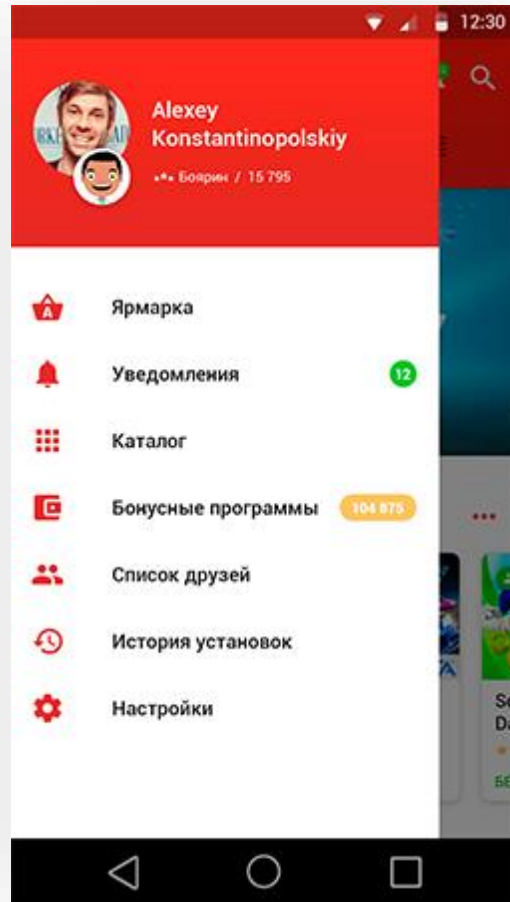 12:30
Alexey
Konstantinopolskiy
Боярин / 15 795
Ярмарка
Уведомления
12
Каталог
Бонусные программы
104 875
Список друзей
История установок
Настройки